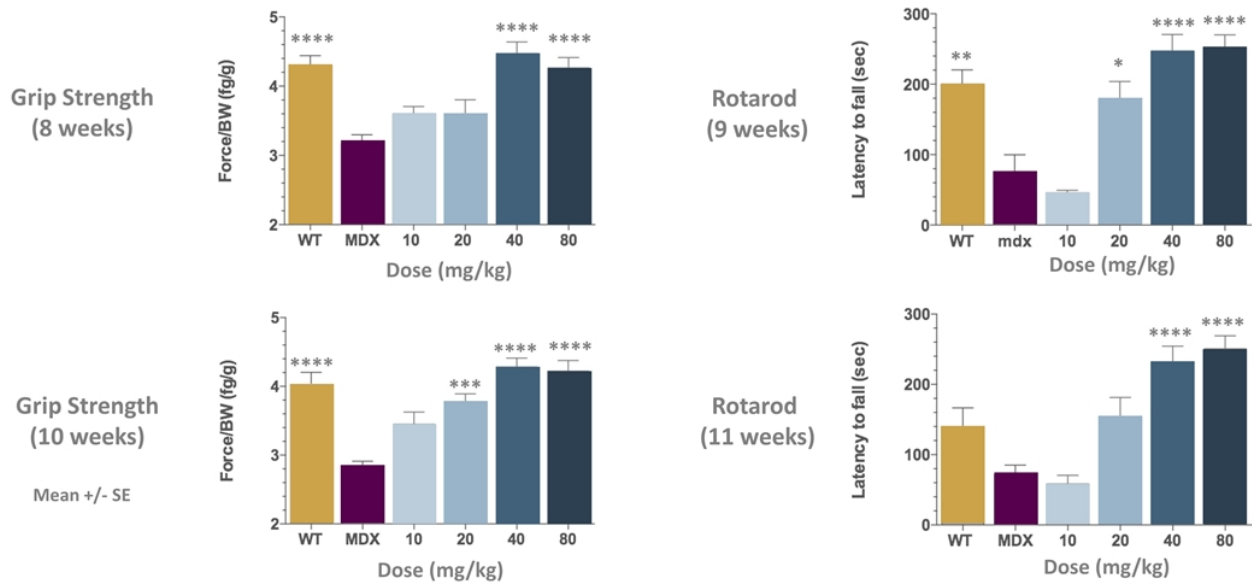 Grip Strength
(8 weeks)
Force/BW (fg/g)
5
4
3
2
**** **** ****
WT MDX 10 20 40 80
Dose (mg/kg)
Rotarod
(9 weeks)
Latency to fall (sec)
300
200
100
0
** * **** ****
WT mdx 10 20 40 80
Dose (mg/kg)
Grip Strength
(10 weeks)
Mean +/- SE
Force/BW (fg/g)
5
4
3
2
**** *** **** ****
WT MDX 10 20 40 80
Dose (mg/kg)
Rotarod
(11 weeks)
Latency to fall (sec)
300
200
100
0
**** ****
WT MDX 10 20 40 80
Dose (mg/kg)